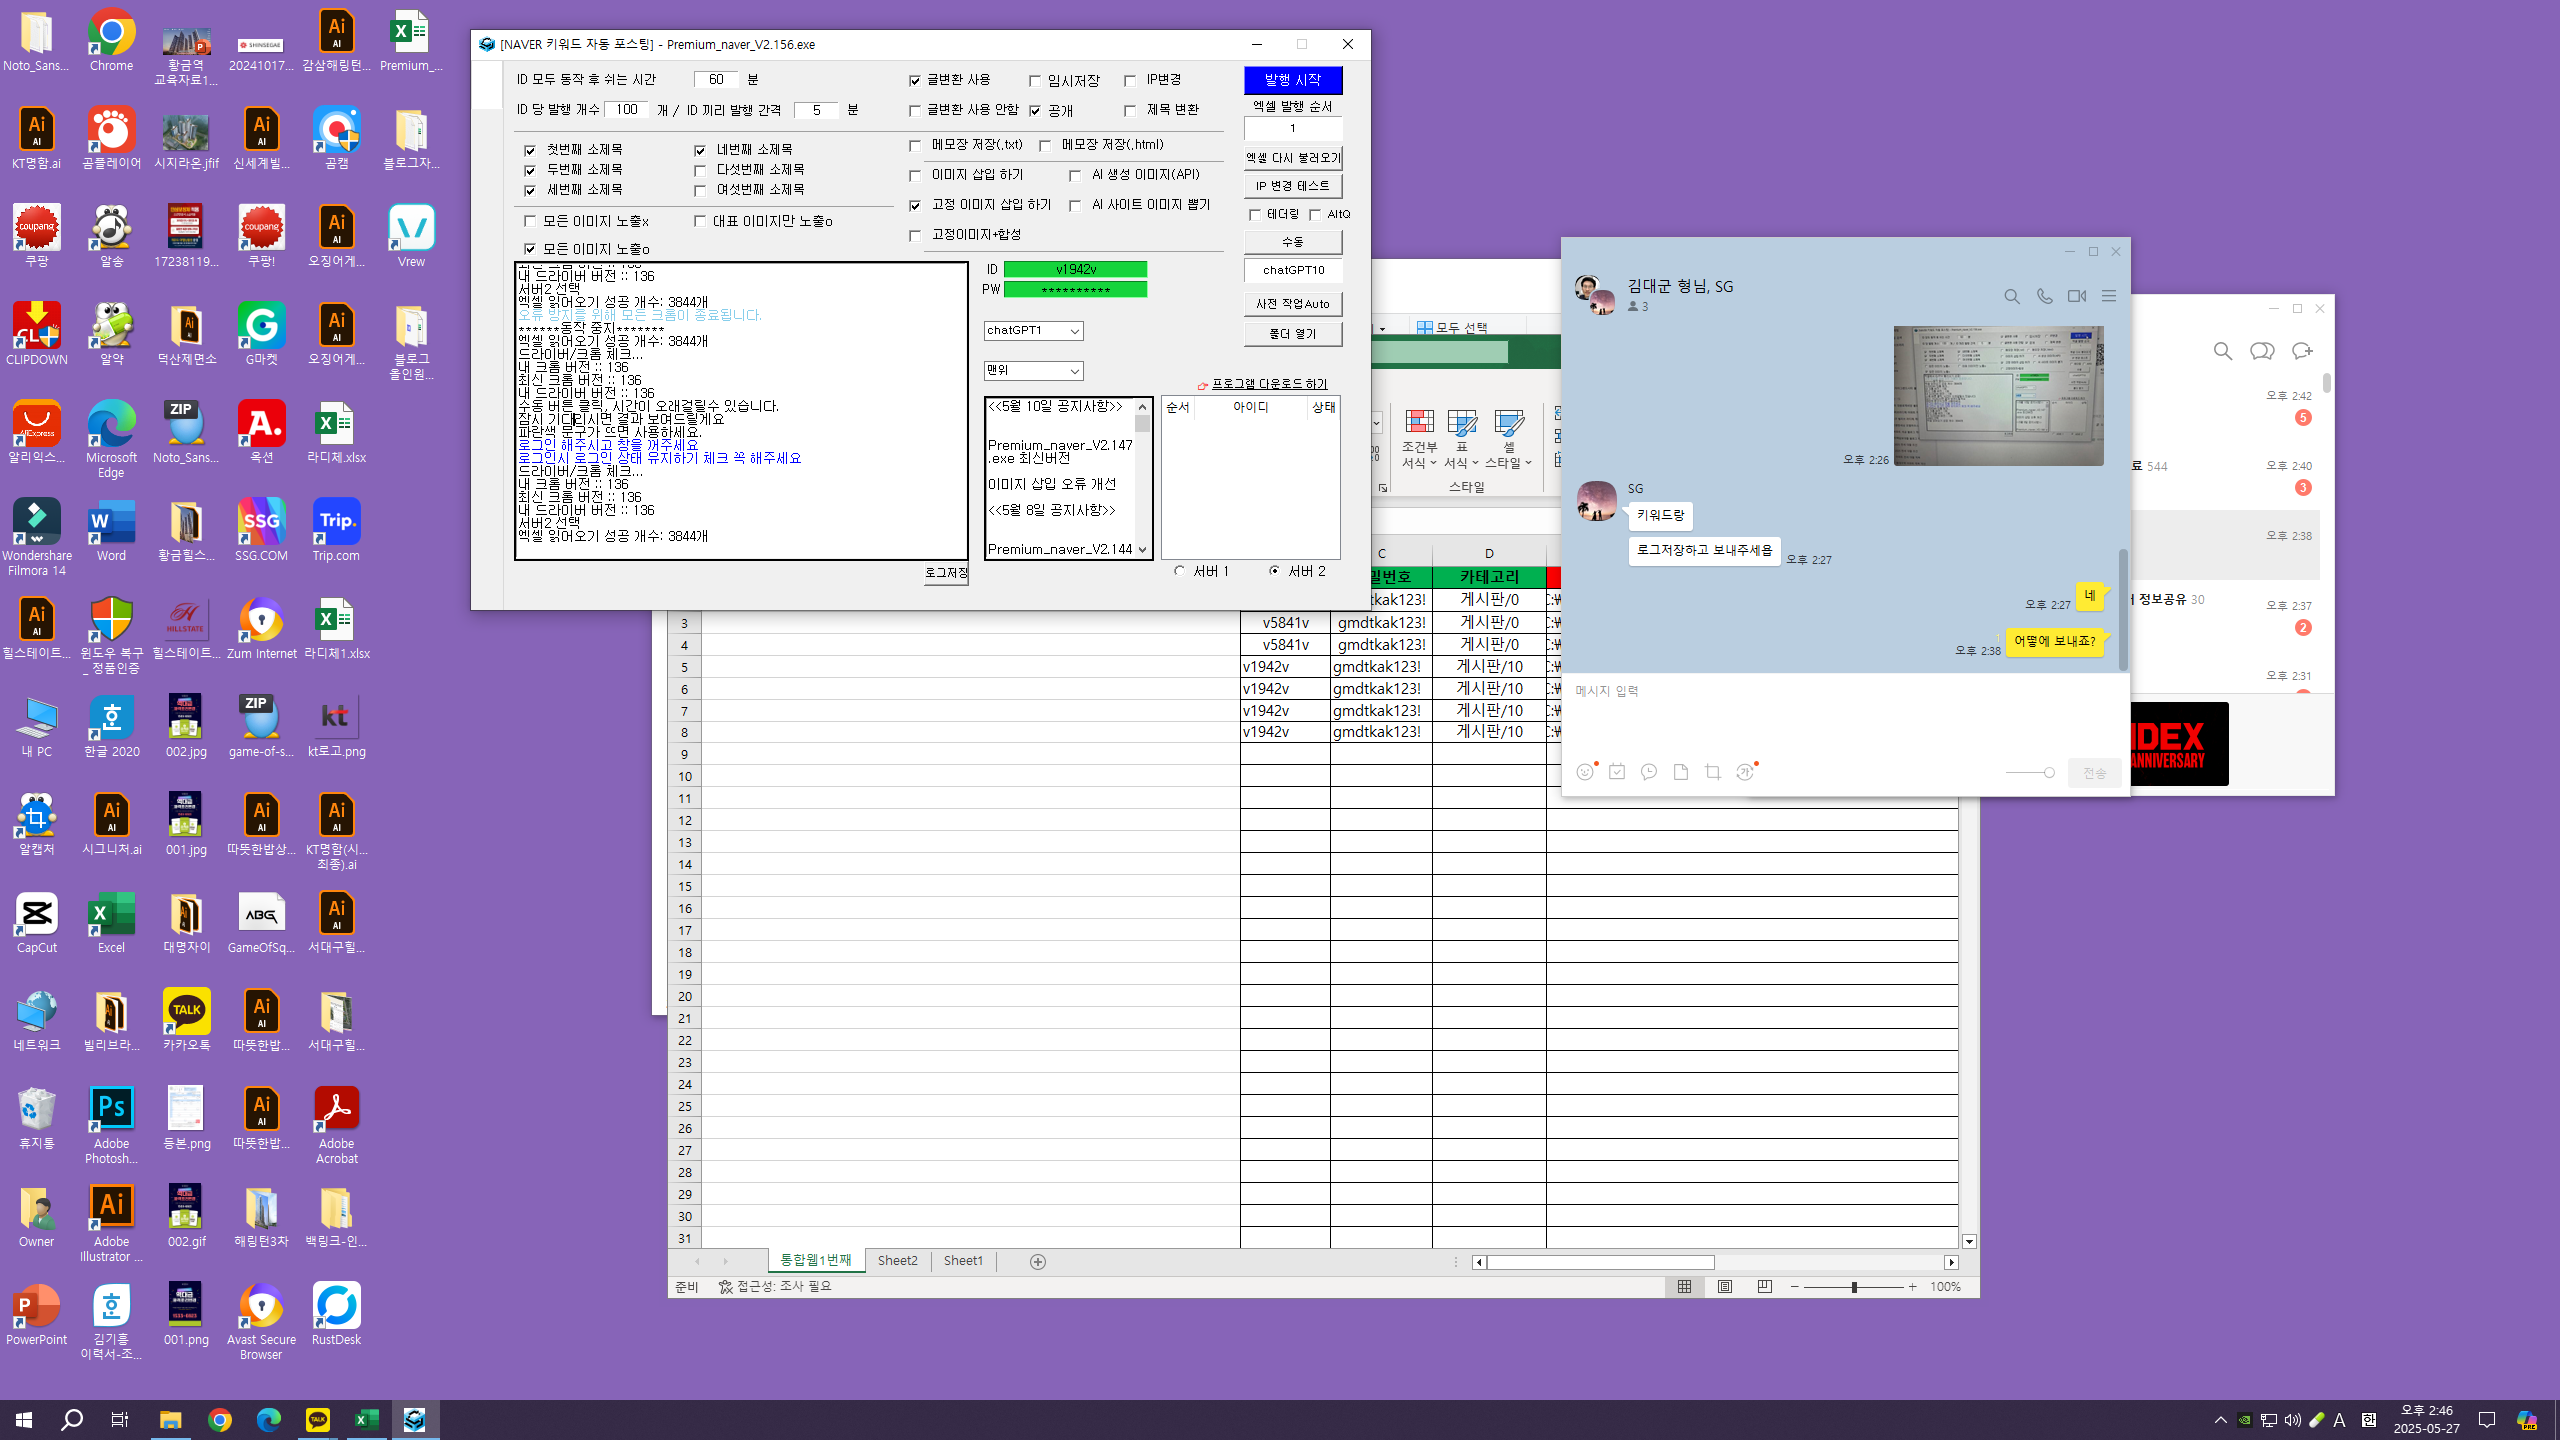 Noto_Sans...
Chrome
황금역
교육자료1...
SHINSEGAE
20241017...
감삼해링턴...
Premium_...
KT명함.ai
곰플레이어
시지라온.jfif
신세계빌...
곰캠
블로그자...
쿠팡
알송
17238119...
쿠팡!
오징어게...
Vrew
CLIPDOWN
알약
덕산제면소
G마켓
오징어게...
블로그
올인원...
알리익스...
Microsoft
Edge
Noto_Sans...
옥션
라디체.xlsx
Wondershare
Filmora 14
Word
황금힐스...
SSG.COM
Trip.com
힐스테이트...
윈도우 복구
_ 정품인증
힐스테이트...
Zum Internet
라디체1.xlsx
내 PC
한글 2020
002.jpg
game-of-s...
kt로고.png
알캡처
시그니처.ai
001.jpg
따뜻한밥상...
KT명함(시...
최종).ai
CapCut
Excel
대명자이
GameOfSq...
서대구힐...
네트워크
빌리브라...
카카오톡
따뜻한밥...
서대구힐...
휴지통
Adobe
Photosh...
등본.png
따뜻한밥...
Adobe
Acrobat
Owner
Adobe
Illustrator ...
002.gif
해링턴3차
백링크-인...
PowerPoint
김기흥
이력서-조...
001.png
Avast Secure
Browser
RustDesk
[NAVER 키워드 자동 포스팅] - Premium_naver_V2.156.exe
ID 모두 동작 후 쉬는 시간 60 분
ID 당 발행 개수 100 개 / ID 끼리 발행 간격 5 분
글변환 사용 임시저장 IP변경
글변환 사용 안함 공개 제목 변환
발행 시작
엑셀 발행 순서
1
엑셀 다시 불러오기
IP 변경 테스트
테더링 AltQ
수동
chatGPT10
사전 작업Auto
폴더 열기
첫번째 소제목 네번째 소제목
두번째 소제목 다섯번째 소제목
세번째 소제목 여섯번째 소제목
모든 이미지 노출x 대표 이미지만 노출o
모든 이미지 노출o
메모장 저장(.txt) 메모장 저장(.html)
이미지 삽입 하기 AI 생성 이미지(API)
고정 이미지 삽입 하기 AI 사이트 이미지 뽑기
고정이미지+합성
최신 크롬 버전 :: 136
내 드라이버 버전 :: 136
서버2 선택
엑셀 읽어오기 성공 개수: 3844개
오류 방지를 위해 모든 크롬이 종료됩니다.
******동작 중지*******
엑셀 읽어오기 성공 개수: 3844개
드라이버/크롬 체크...
내 크롬 버전 :: 136
최신 크롬 버전 :: 136
내 드라이버 버전 :: 136
수동 버튼 클릭, 시간이 오래걸릴수 있습니다.
잠시 기다리시면 결과 보여드릴게요
파란색 문구가 뜨면 사용하세요.
로그인 해주시고 창을 꺼주세요
로그인시 로그인 상태 유지하기 체크 꼭 해주세요
드라이버/크롬 체크...
내 크롬 버전 :: 136
최신 크롬 버전 :: 136
내 드라이버 버전 :: 136
서버2 선택
엑셀 읽어오기 성공 개수: 3844개
로그저장
ID v1942v
PW **********
chatGPT1
맨위
프로그램 다운로드 하기
<<5월 10일 공지사항>>
Premium_naver_V2.147
.exe 최신버전
이미지 삽입 오류 개선
<<5월 8일 공지사항>>
Premium_naver_V2.144
순서 아이디 상태
서버 1 서버 2
모두 선택
조건부
서식
표
서식
셀
스타일
스타일
C D
밀번호 카테고리
tkak123! 게시판/0 C:₩
3 v5841v gmdtkak123! 게시판/0 C:₩
4 v5841v gmdtkak123! 게시판/0 C:₩
5 v1942v gmdtkak123! 게시판/10 C:₩
6 v1942v gmdtkak123! 게시판/10 C:₩
7 v1942v gmdtkak123! 게시판/10 C:₩
8 v1942v gmdtkak123! 게시판/10 C:₩
9
10
11
12
13
14
15
16
17
18
19
20
21
22
23
24
25
26
27
28
29
30
31
통합웰1번째 Sheet2 Sheet1
준비 접근성: 조사 필요
100%
김대군 형님, SG
3
오후 2:26
SG
키워드랑
로그저장하고 보내주세욥
오후 2:27
오후 2:27 네
1
오후 2:38 어떻에 보내죠?
메시지 입력
전송
오후 2:42
5
료 544
오후 2:40
3
오후 2:38
정보공유 30
오후 2:37
2
오후 2:31
IDEX
ANNIVERSARY
A
한
오후 2:46
2025-05-27